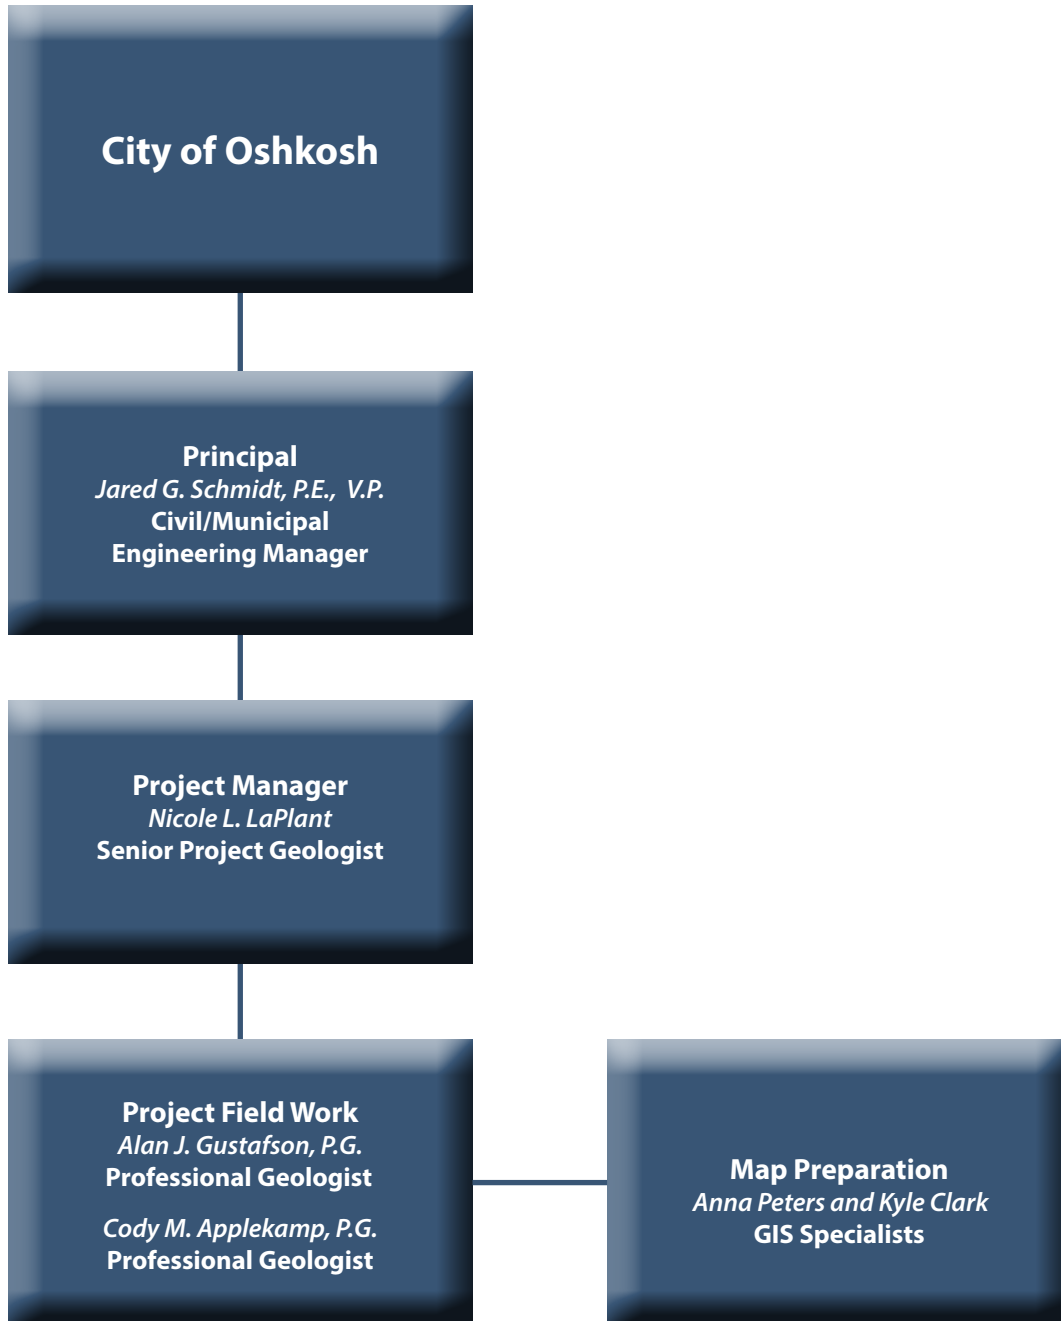 City of Oshkosh
Principal
Jared G. Schmidt, P.E., V.P.
Civil/Municipal
Engineering Manager
Project Manager
Nicole L. LaPlant
Senior Project Geologist
Project Field Work
Alan J. Gustafson, P.G.
Professional Geologist
Cody M. Applekamp, P.G.
Professional Geologist
Map Preparation
Anna Peters and Kyle Clark
GIS Specialists